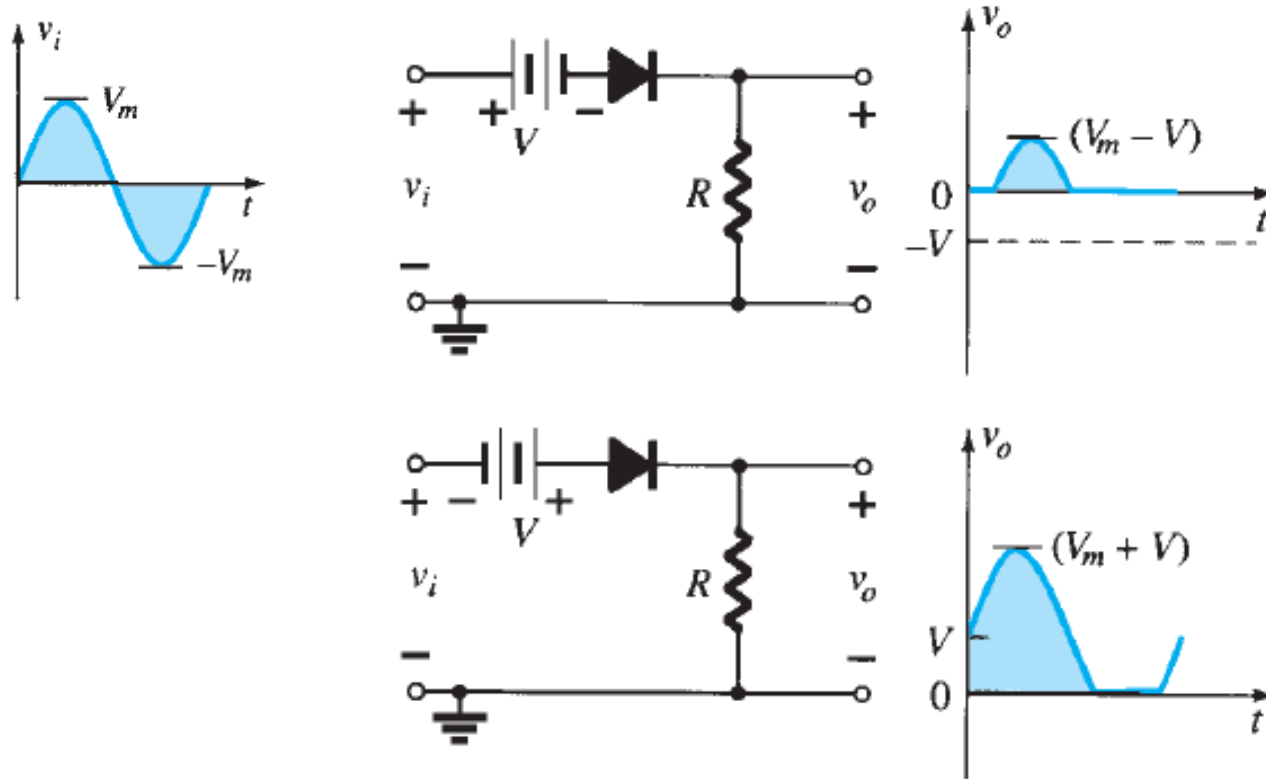 v_i
V_m
t
−V_m
+ + −
V
v_i
R
+
v_o
−
−
v_o
(V_m − V)
0
t
−V
+ − +
V
v_i
R
+
v_o
−
−
v_o
(V_m + V)
V
0
t